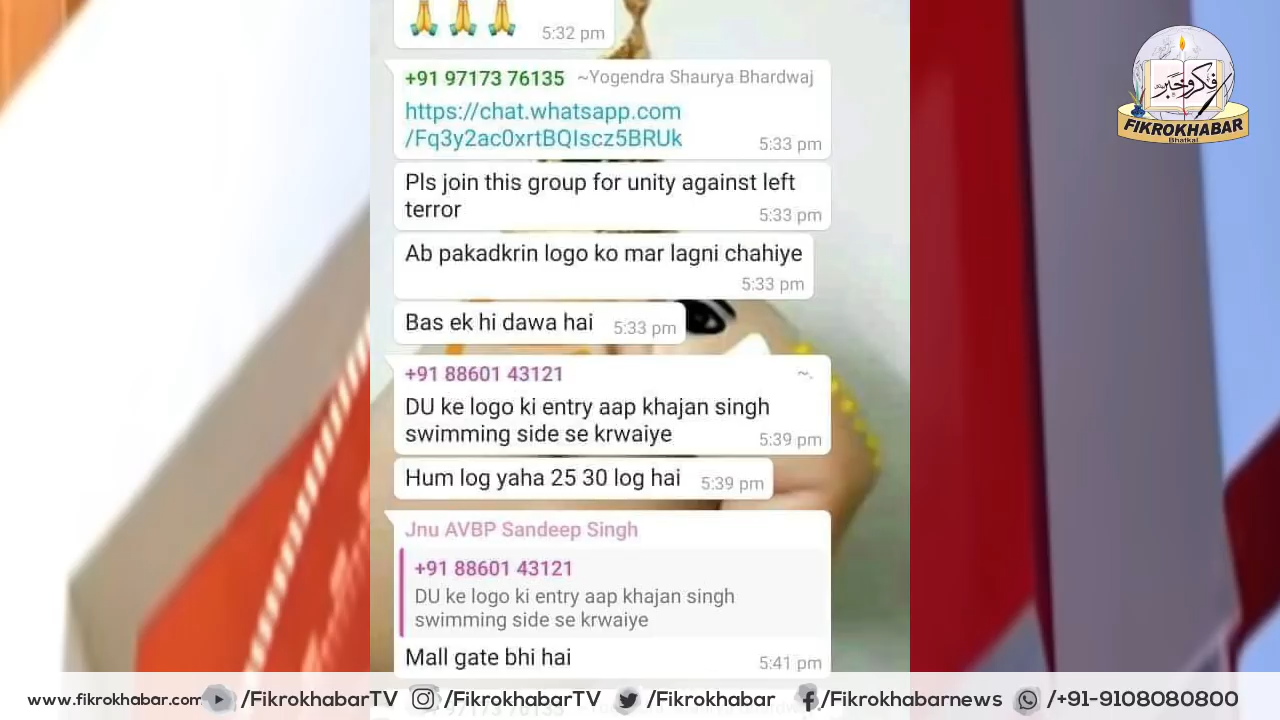 🙏 🙏 🙏 5:32 pm
+91 97173 76135 ~Yogendra Shaurya Bhardwaj
https://chat.whatsapp.com
/Fq3y2ac0xrtBQIscz5BRUk 5:33 pm
Pls join this group for unity against left
terror 5:33 pm
Ab pakadkrin logo ko mar lagni chahiye
5:33 pm
Bas ek hi dawa hai 5:33 pm
+91 88601 43121 ~.
DU ke logo ki entry aap khajan singh
swimming side se krwaiye 5:39 pm
Hum log yaha 25 30 log hai 5:39 pm
Jnu AVBP Sandeep Singh
+91 88601 43121
DU ke logo ki entry aap khajan singh
swimming side se krwaiye
Mall gate bhi hai 5:41 pm
فکروخبر
FIKROKHABAR
Bhatkal
www.fikrokhabar.com /FikrokhabarTV /FikrokhabarTV /Fikrokhabar /Fikrokhabarnews /+91-9108080800